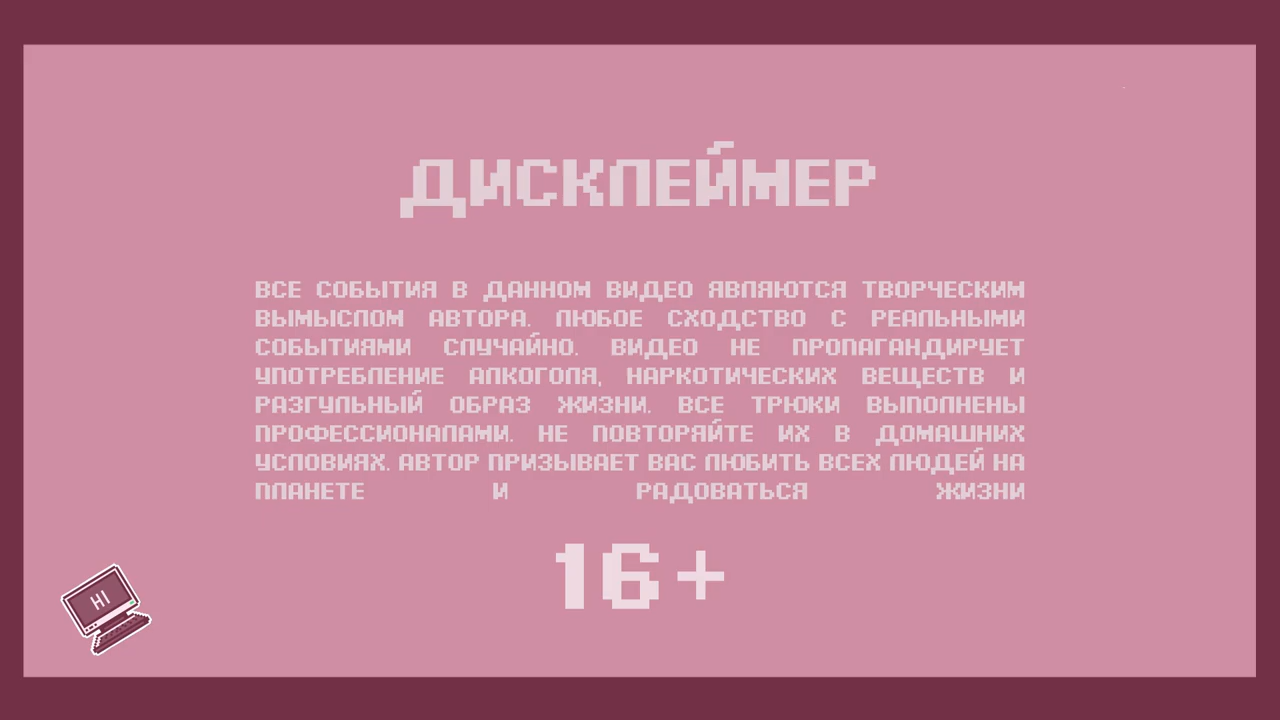 ДИСКЛЕЙМЕР
ВСЕ СОБЫТИЯ В ДАННОМ ВИДЕО ЯВЛЯЮТСЯ ТВОРЧЕСКИМ
ВЫМЫСЛОМ АВТОРА. ЛЮБОЕ СХОДСТВО С РЕАЛЬНЫМИ
СОБЫТИЯМИ СЛУЧАЙНО. ВИДЕО НЕ ПРОПАГАНДИРУЕТ
УПОТРЕБЛЕНИЕ АЛКОГОЛЯ, НАРКОТИЧЕСКИХ ВЕЩЕСТВ И
РАЗГУЛЬНЫЙ ОБРАЗ ЖИЗНИ. ВСЕ ТРЮКИ ВЫПОЛНЕНЫ
ПРОФЕССИОНАЛАМИ. НЕ ПОВТОРЯЙТЕ ИХ В ДОМАШНИХ
УСЛОВИЯХ. АВТОР ПРИЗЫВАЕТ ВАС ЛЮБИТЬ ВСЕХ ЛЮДЕЙ НА
ПЛАНЕТЕ И РАДОВАТЬСЯ ЖИЗНИ
16+
HI